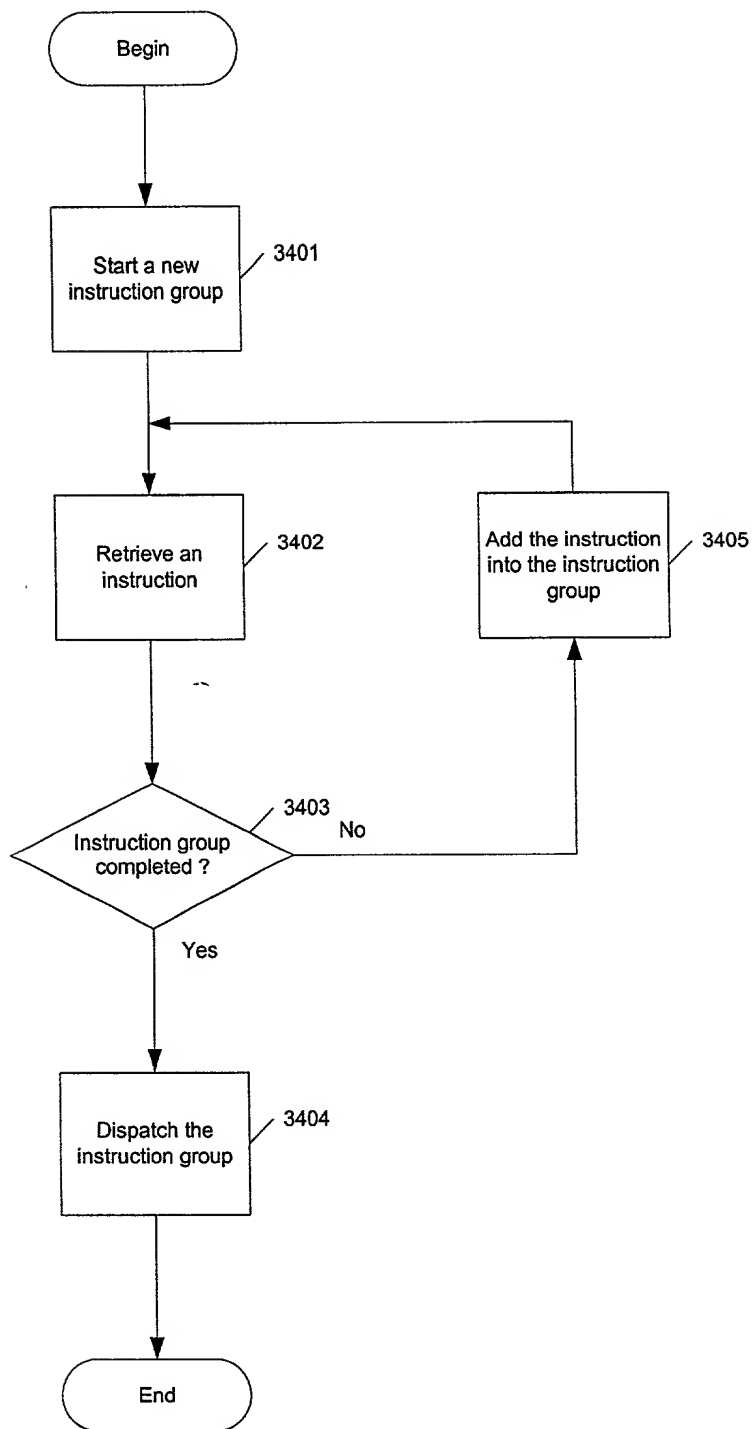 Begin
Start a new
instruction group
3401
Retrieve an
instruction
3402
Add the instruction
into the instruction
group
3405
Instruction group
completed ?
3403
No
Yes
Dispatch the
instruction group
3404
End